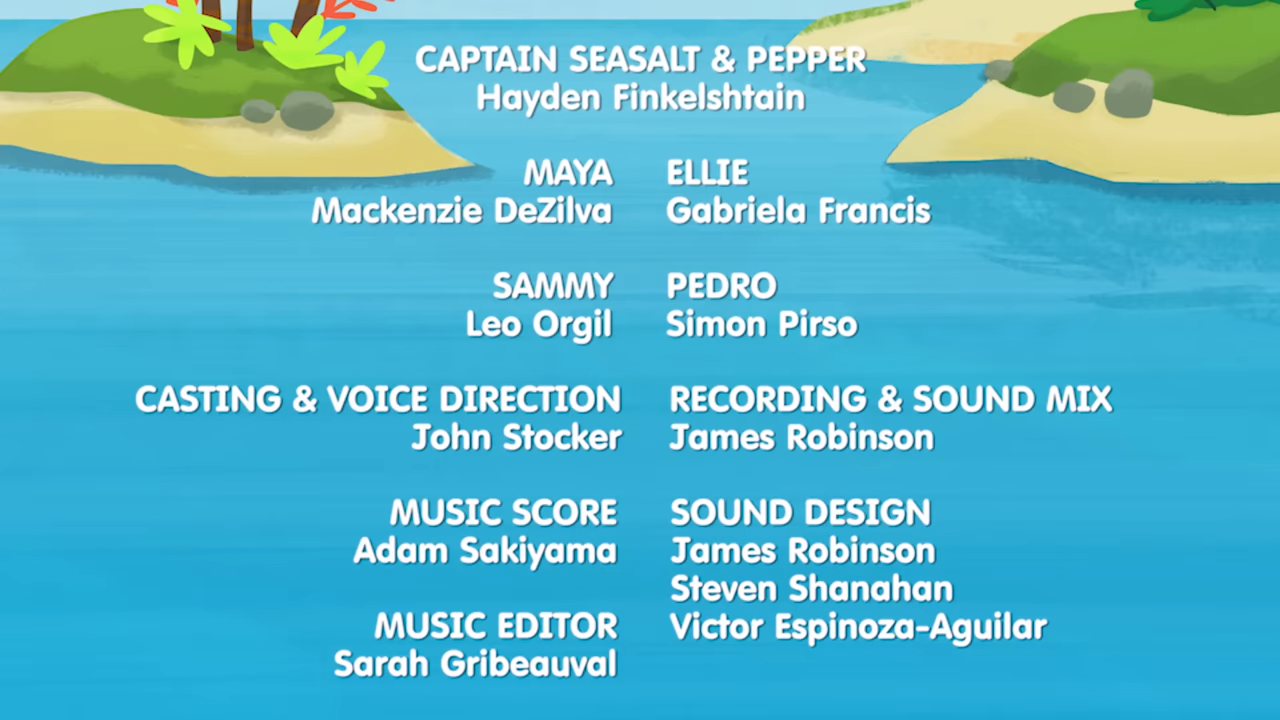 CAPTAIN SEASALT & PEPPER
Hayden Finkelshtain
MAYA
Mackenzie DeZilva
ELLIE
Gabriela Francis
SAMMY
Leo Orgil
PEDRO
Simon Pirso
CASTING & VOICE DIRECTION
John Stocker
RECORDING & SOUND MIX
James Robinson
MUSIC SCORE
Adam Sakiyama
SOUND DESIGN
James Robinson
Steven Shanahan
Victor Espinoza-Aguilar
MUSIC EDITOR
Sarah Gribeauval